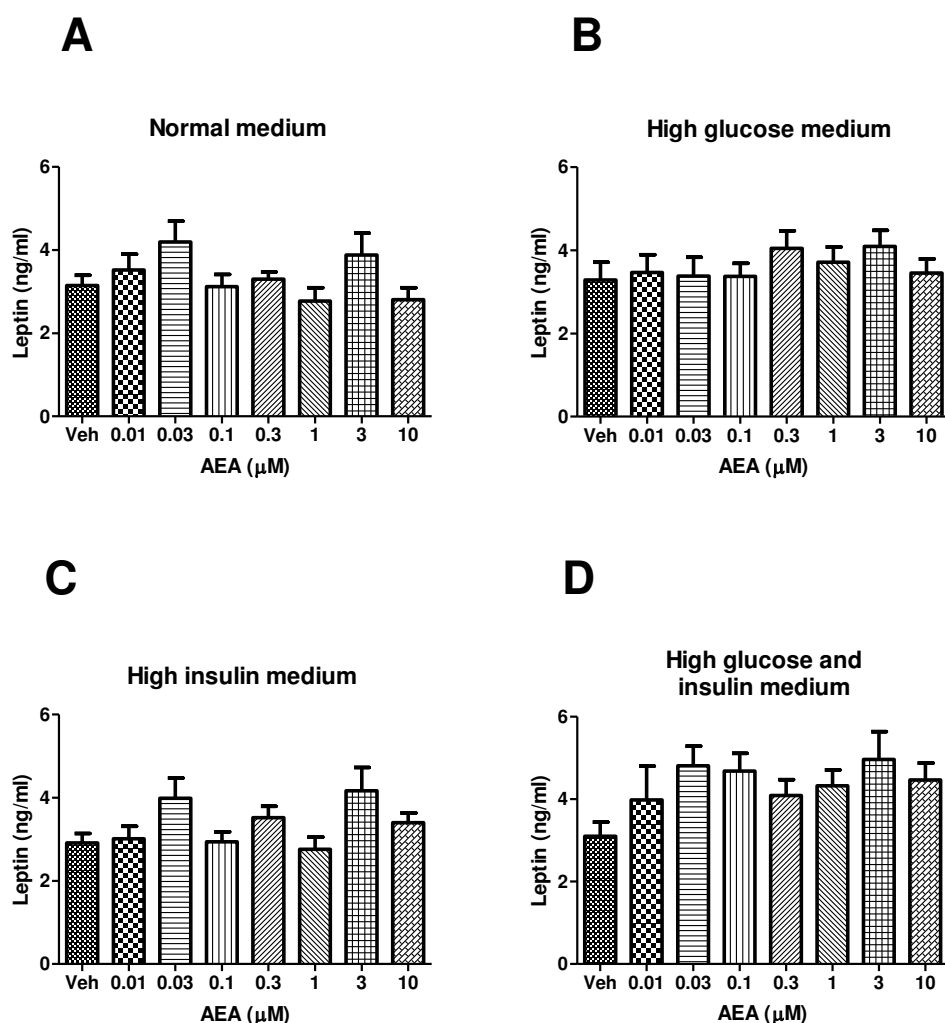 A
Normal medium
6
4
2
0
Leptin (ng/ml)
Veh 0.01 0.03 0.1 0.3 1 3 10
AEA (μM)
B
High glucose medium
6
4
2
0
Leptin (ng/ml)
Veh 0.01 0.03 0.1 0.3 1 3 10
AEA (μM)
C
High insulin medium
6
4
2
0
Leptin (ng/ml)
Veh 0.01 0.03 0.1 0.3 1 3 10
AEA (μM)
D
High glucose and
insulin medium
6
4
2
0
Leptin (ng/ml)
Veh 0.01 0.03 0.1 0.3 1 3 10
AEA (μM)